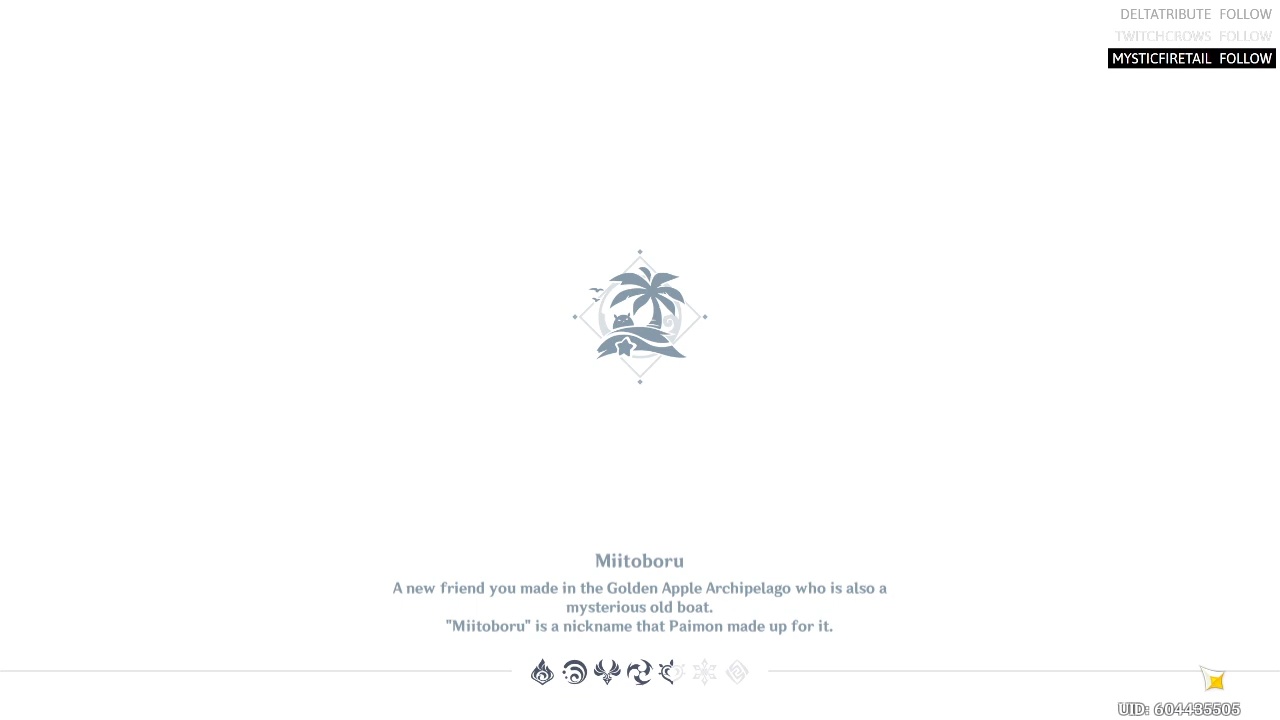 DELTATRIBUTE FOLLOW
TWITCHCROWS FOLLOW
MYSTICFIRETAIL FOLLOW
Miitoboru
A new friend you made in the Golden Apple Archipelago who is also a
mysterious old boat.
"Miitoboru" is a nickname that Paimon made up for it.
UID: 604435505